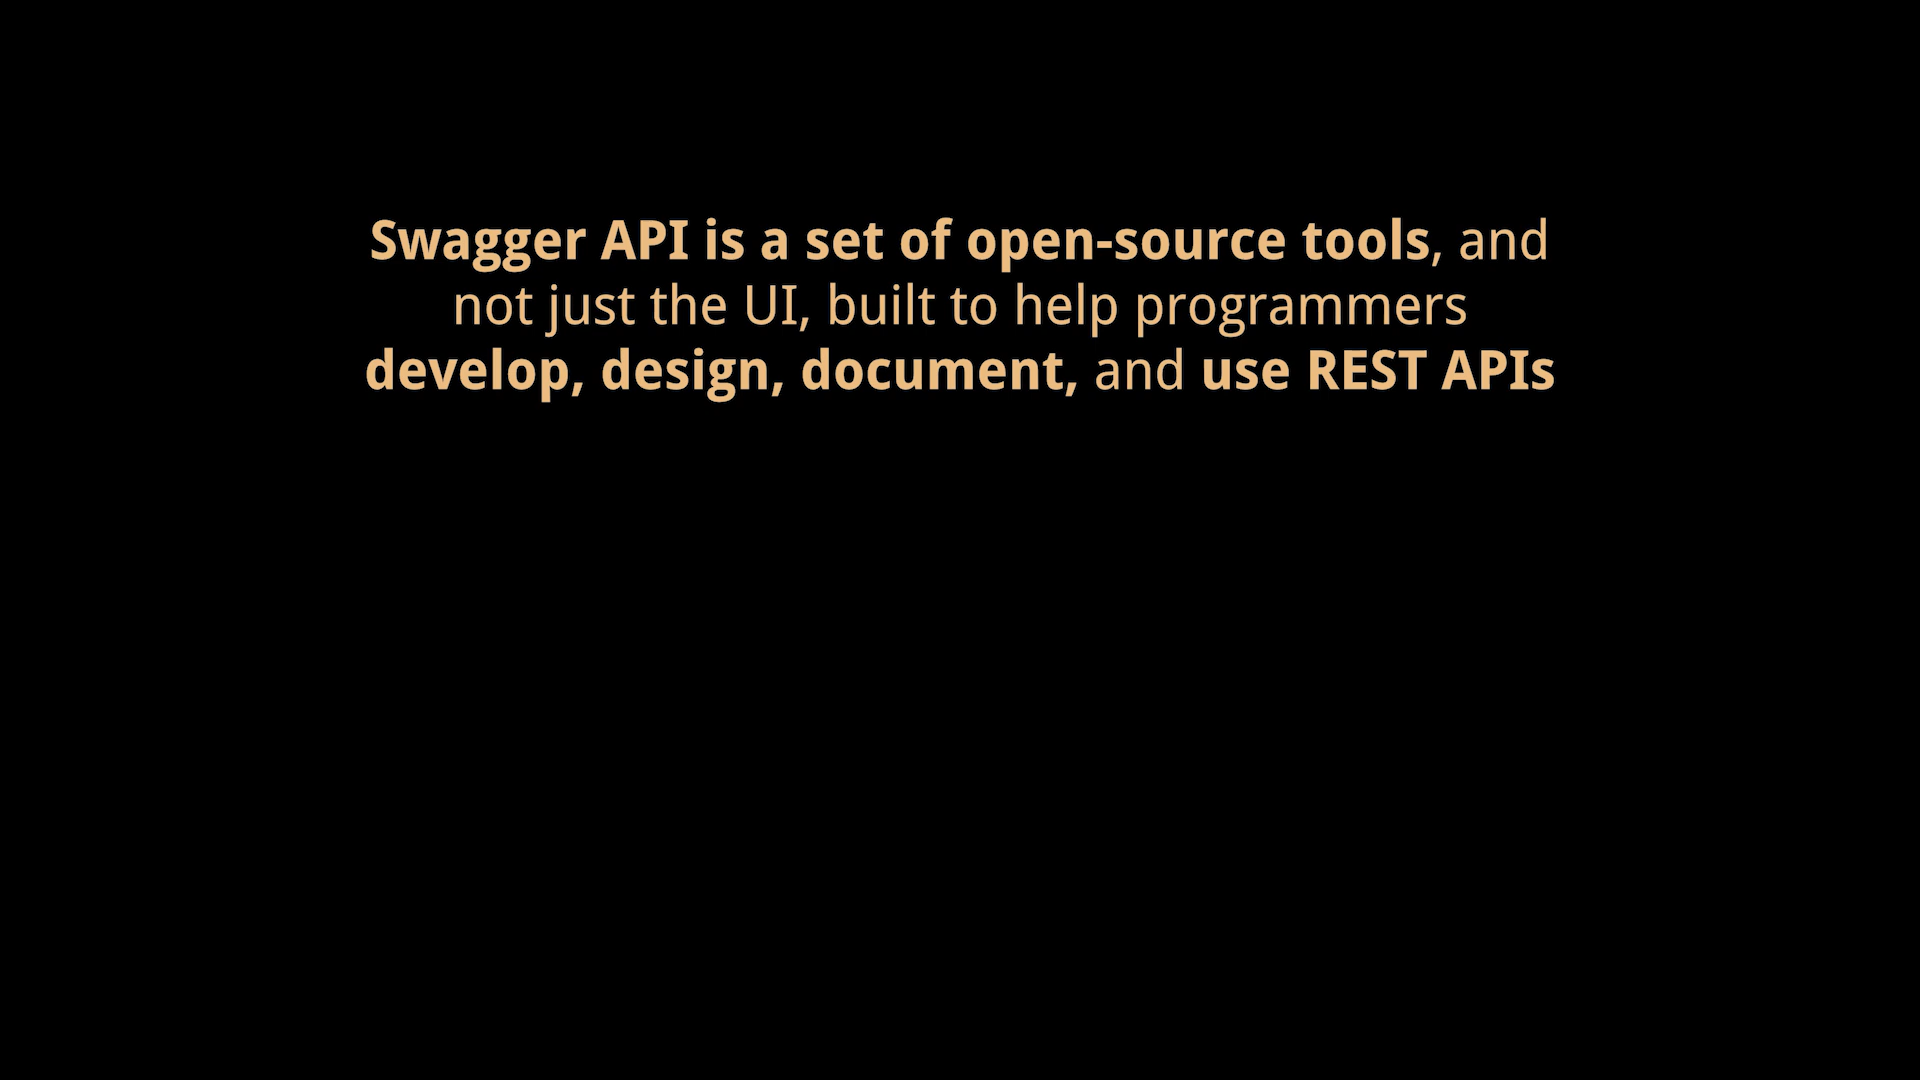 Swagger API is a set of open-source tools, and
not just the UI, built to help programmers
develop, design, document, and use REST APIs